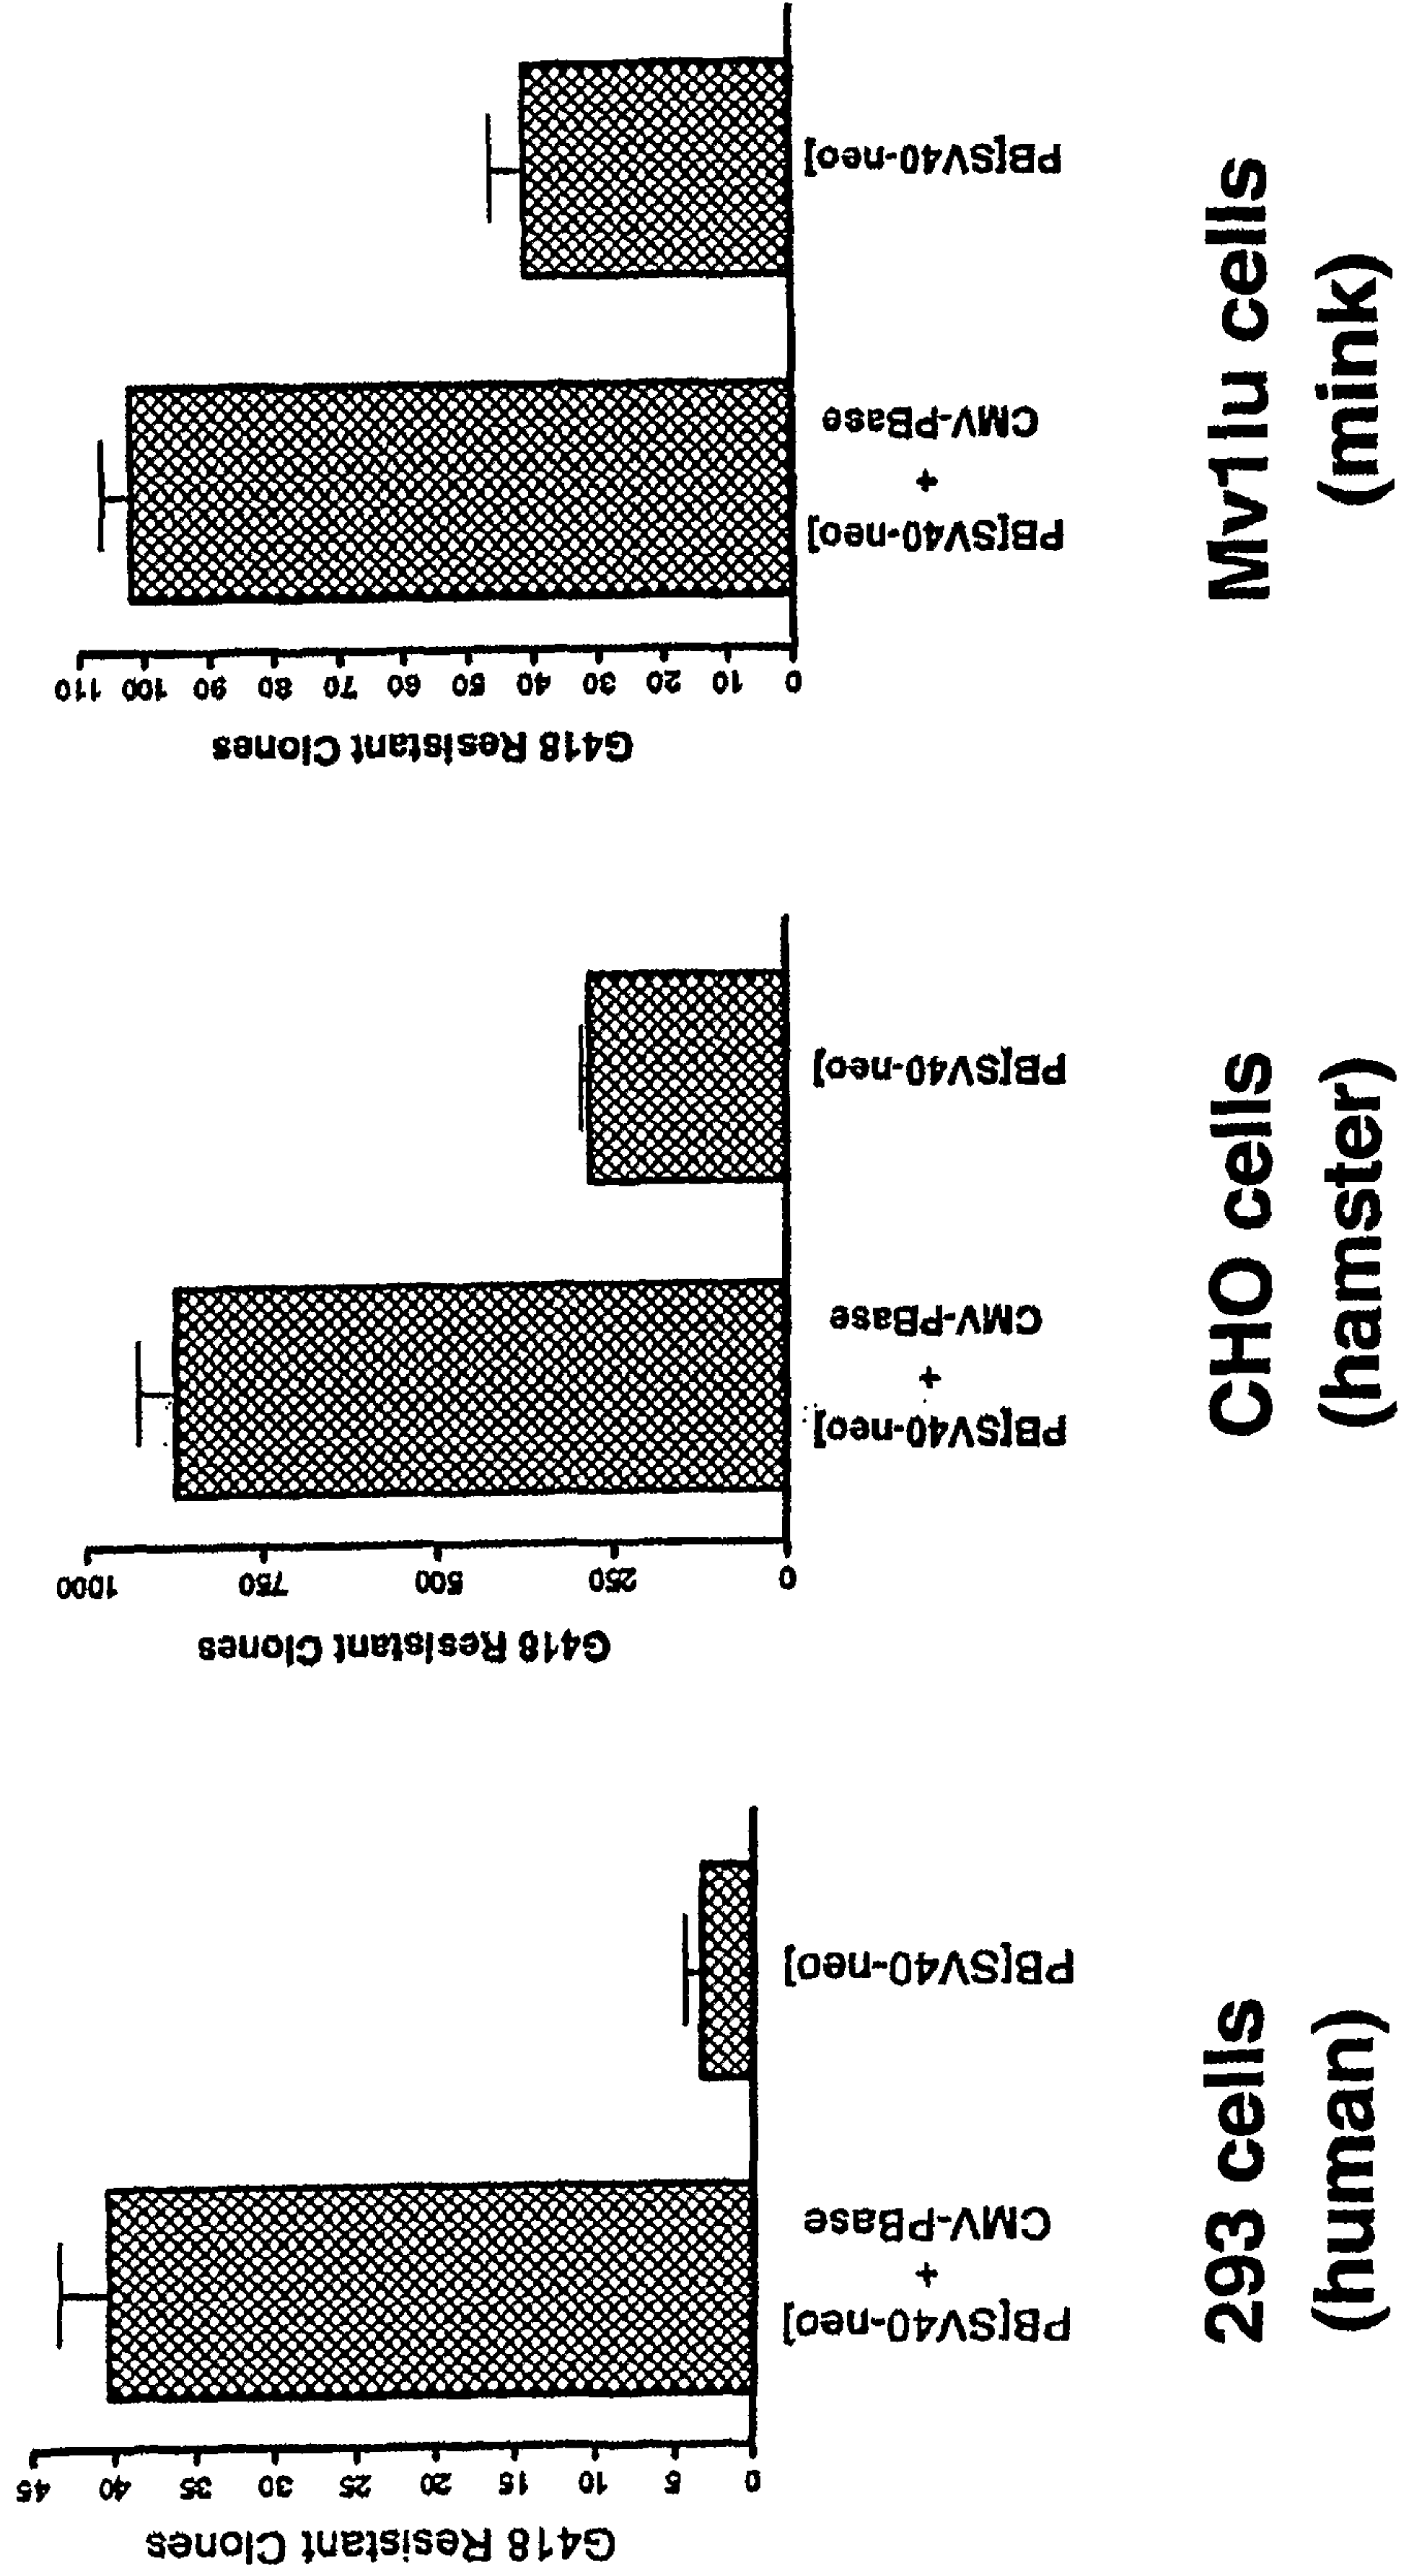 G418 Resistant Clones
45
40
35
30
25
20
15
10
5
0
PB[SV40-neo]
+
CMV-PBase
PB[SV40-neo]
293 cells
(human)
G418 Resistant Clones
1000
750
500
250
0
PB[SV40-neo]
+
CMV-PBase
PB[SV40-neo]
CHO cells
(hamster)
G418 Resistant Clones
110
100
90
80
70
60
50
40
30
20
10
0
PB[SV40-neo]
+
CMV-PBase
PB[SV40-neo]
Mv1lu cells
(mink)